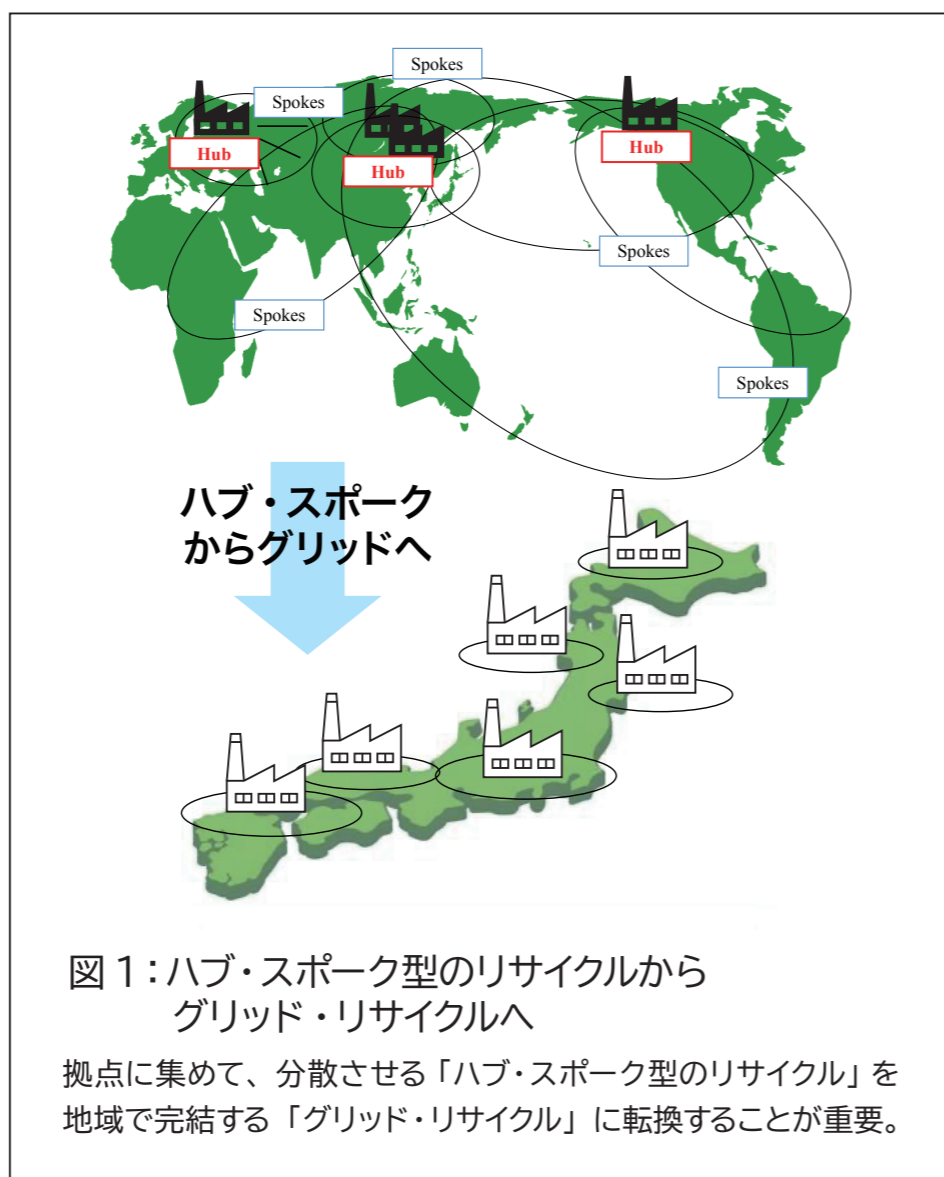 Spokes
Spokes
Hub
Hub
Hub
Spokes
Spokes
Spokes
ハブ・スポーク
からグリッドへ
図1:ハブ・スポーク型のリサイクルから
グリッド・リサイクルへ
拠点に集めて、分散させる「ハブ・スポーク型のリサイクル」を
地域で完結する「グリッド・リサイクル」に転換することが重要。